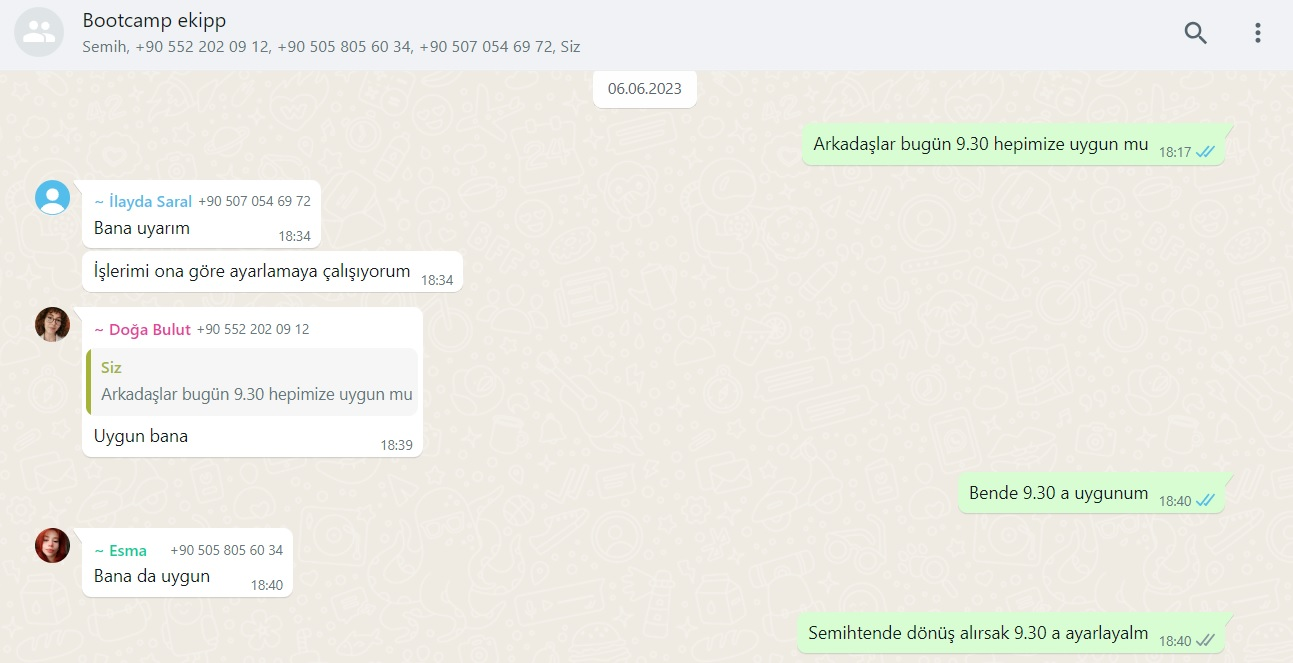 Bootcamp ekipp
Semih, +90 552 202 09 12, +90 505 805 60 34, +90 507 054 69 72, Siz
06.06.2023
Arkadaşlar bugün 9.30 hepimize uygun mu 18:17
~ İlayda Saral +90 507 054 69 72
Bana uyarım 18:34
İşlerimi ona göre ayarlamaya çalışıyorum 18:34
~ Doğa Bulut +90 552 202 09 12
Siz
Arkadaşlar bugün 9.30 hepimize uygun mu
Uygun bana 18:39
Bende 9.30 a uygunum 18:40
~ Esma +90 505 805 60 34
Bana da uygun 18:40
Semihtende dönüş alırsak 9.30 a ayarlayalm 18:40